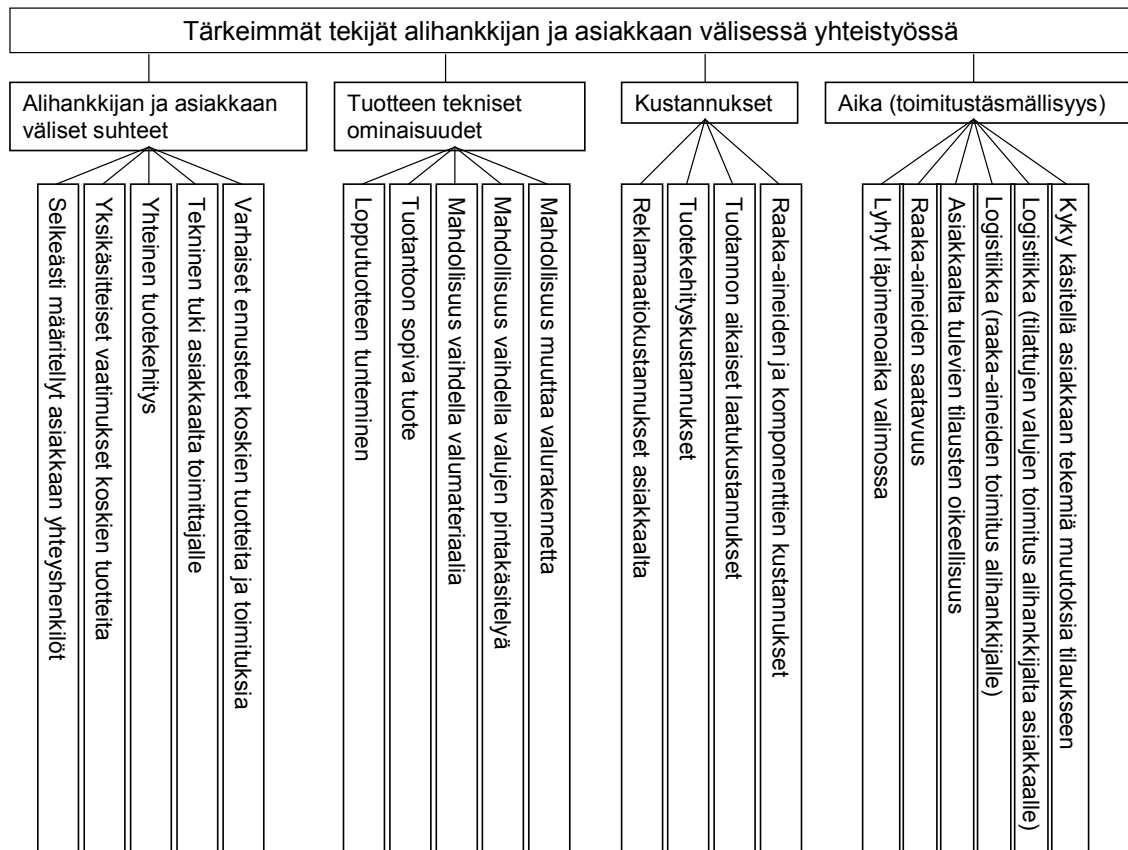 Tärkeimmät tekijät alihankkijan ja asiakkaan välisessä yhteistyössä
Alihankkijan ja asiakkaan
väliset suhteet
Selkeästi määritellyt asiakkaan yhteyshenkilöt
Yksikäsitteiset vaatimukset koskien tuotteita
Yhteinen tuotekehitys
Tekninen tuki asiakkaalta toimittajalle
Varhaiset ennusteet koskien tuotteita ja toimituksia
Tuotteen tekniset
ominaisuudet
Lopputuotteen tunteminen
Tuotantoon sopiva tuote
Mahdollisuus vaihdella valumateriaalia
Mahdollisuus vaihdella valujen pintakäsitelyä
Mahdollisuus muuttaa valurakennetta
Kustannukset
Reklamaatiokustannukset asiakkaalta
Tuotekehityskustannukset
Tuotannon aikaiset laatukustannukset
Raaka-aineiden ja komponenttien kustannukset
Aika (toimitustäsmällisyys)
Lyhyt läpimenoaika valimossa
Raaka-aineiden saatavuus
Asiakkaalta tulevien tilausten oikeellisuus
Logistiikka (raaka-aineiden toimitus alihankkijalle)
Logistiikka (tilattujen valujen toimitus alihankkijalta asiakkaalle)
Kyky käsitellä asiakkaan tekemiä muutoksia tilaukseen